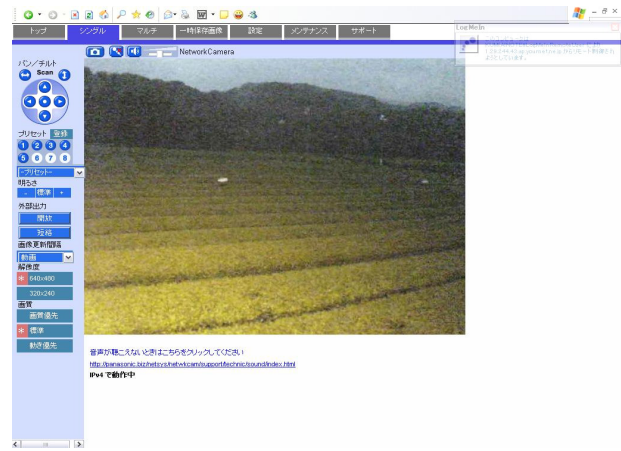 トップ
シングル
マルチ
一時保存画像
設定
メンテナンス
サポート
LogMeIn
NetworkCamera
パン／チルト
Scan
プリセット 登録
1 2 3 4
5 6 7 8
-プリセット-
明るさ
- 標準 +
外部出力
開放
短絡
画像更新間隔
動画
解像度
* 640x480
320x240
画質
画質優先
* 標準
動き優先
音声が聴こえないときはこちらをクリックしてください
http://panasonic.biz/netsys/netwkcam/support/technic/sound/index.html
IPv4 で動作中